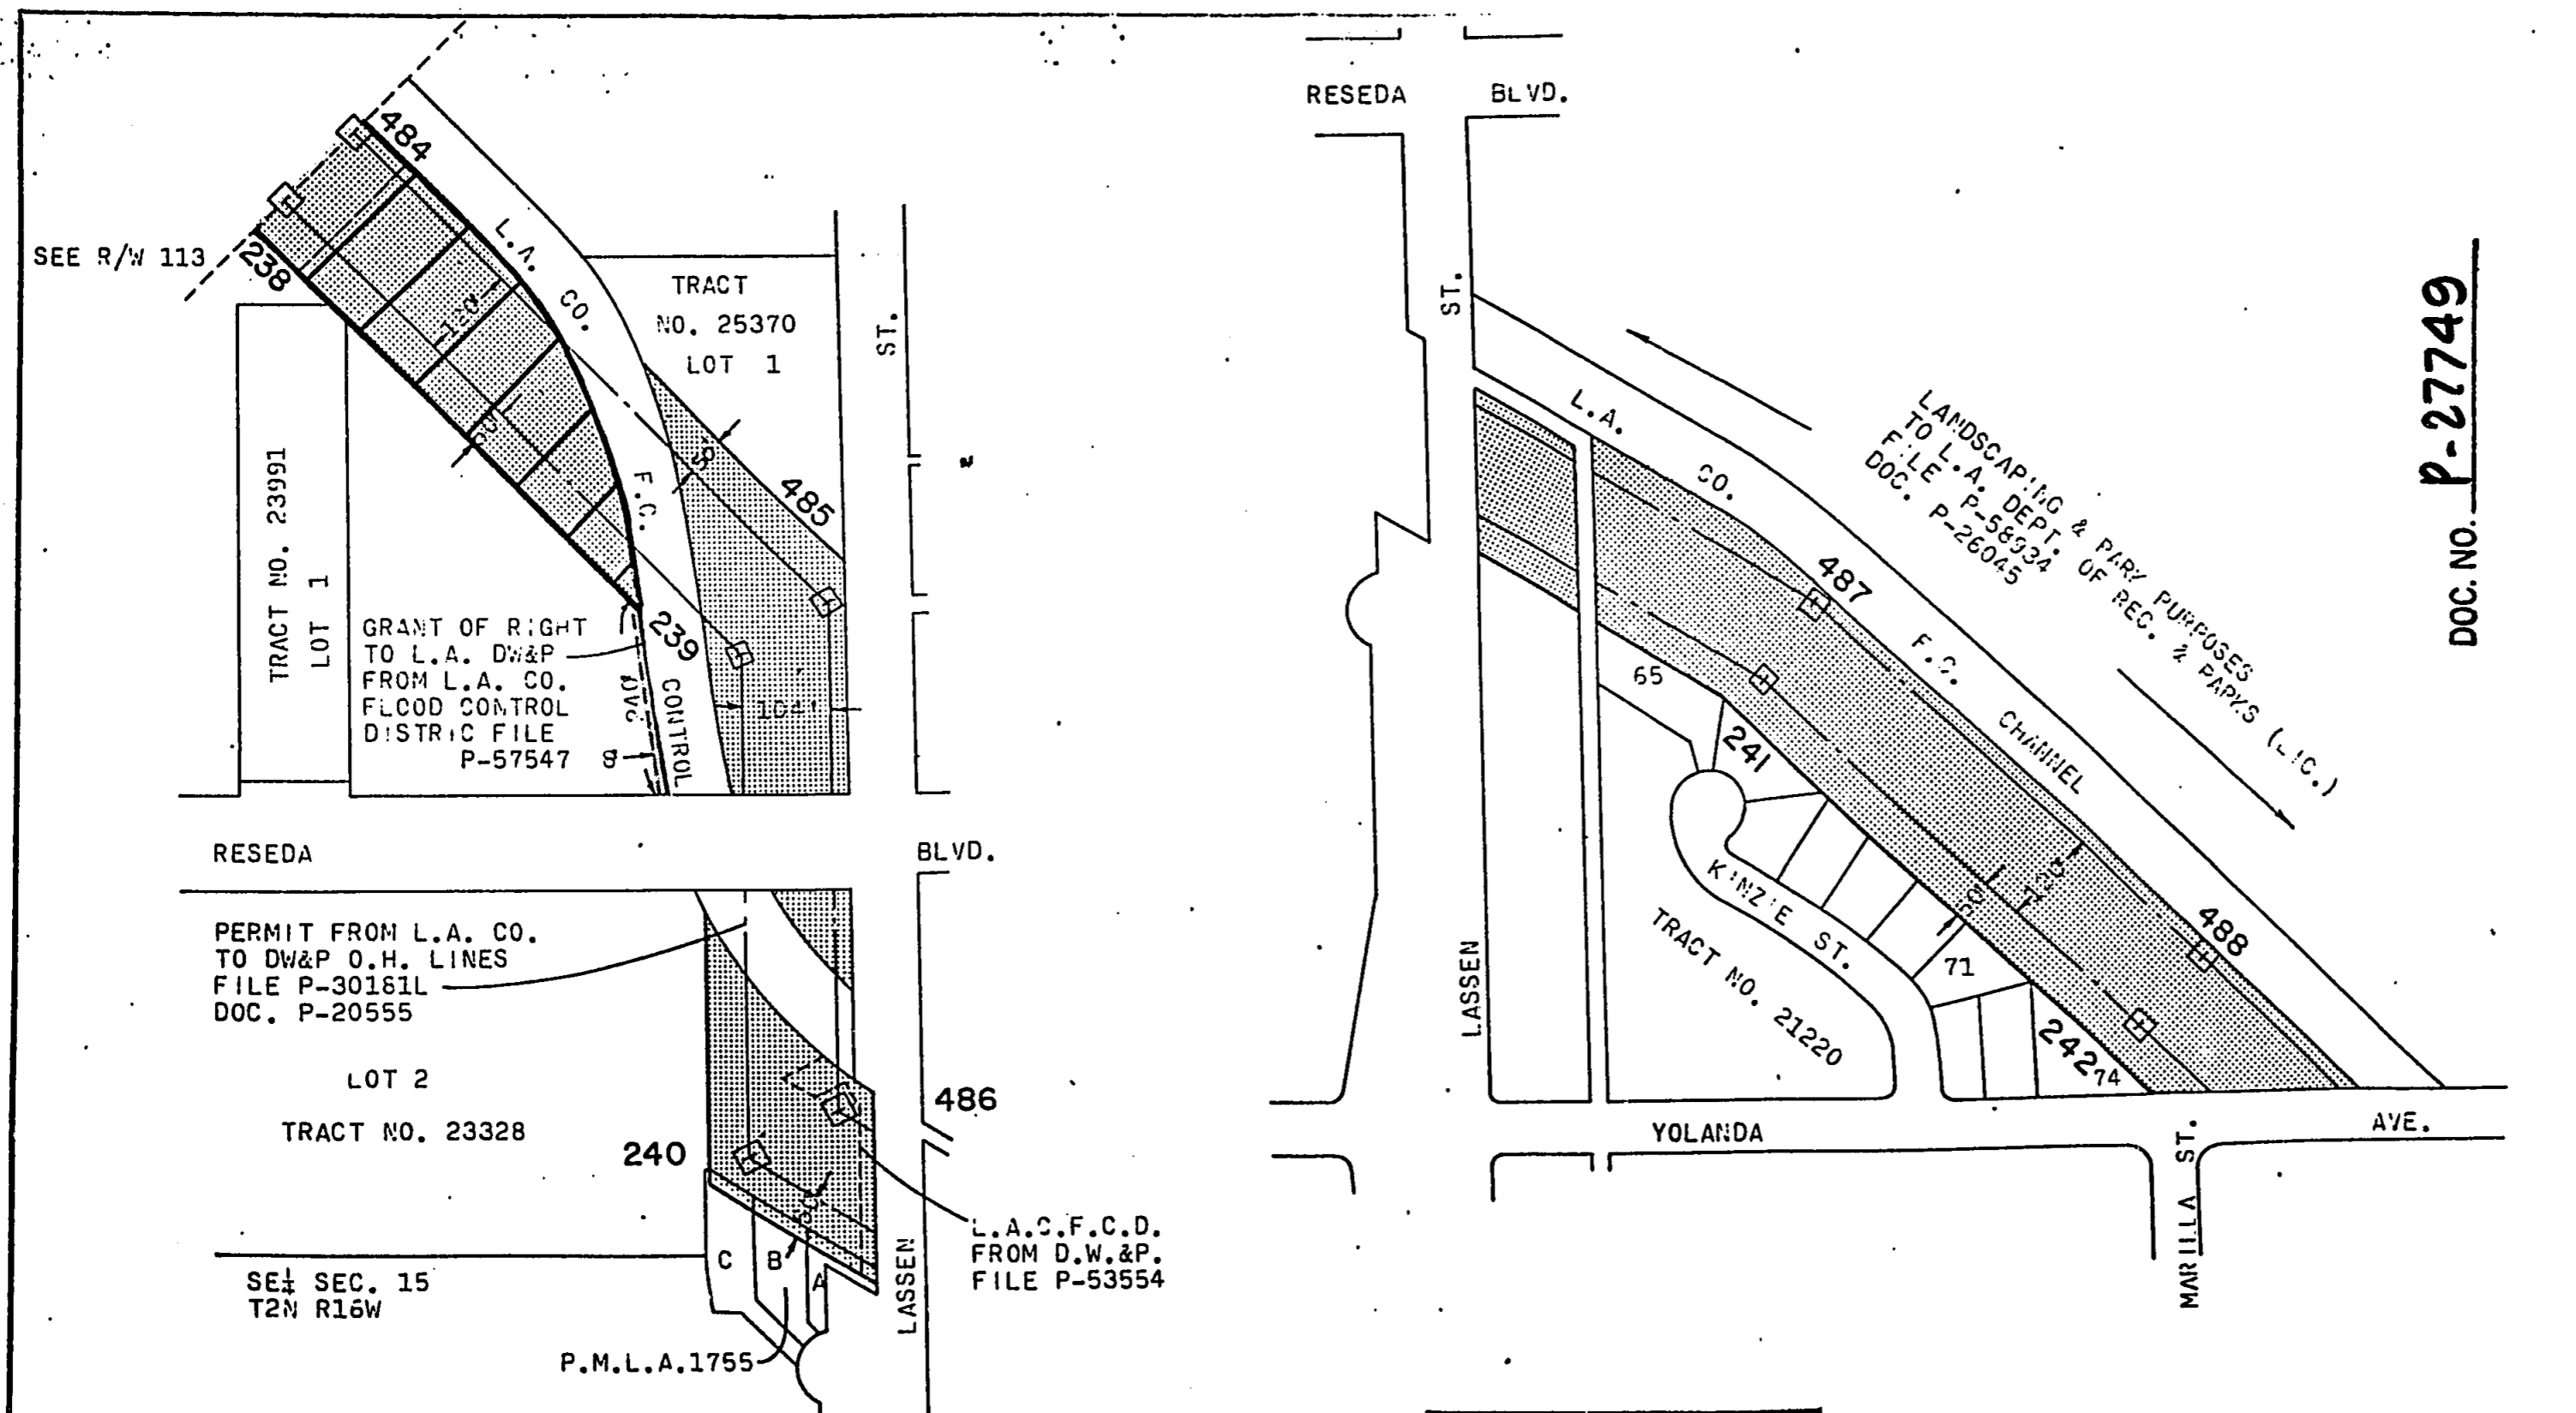 SEE R/W 113
484
238
L.A.
CO.
F.C.
CONTROL
TRACT
NO. 25370
LOT 1
ST.
485
TRACT NO. 23991
LOT 1
GRANT OF RIGHT
TO L.A. DW&P
FROM L.A. CO.
FLOOD CONTROL
DISTRIC FILE
P-57547
239
104'
RESEDA
BLVD.
PERMIT FROM L.A. CO.
TO DW&P O.H. LINES
FILE P-30181L
DOC. P-20555
LOT 2
TRACT NO. 23328
240
486
L.A.C.F.C.D.
FROM D.W.&P.
FILE P-53554
C
B
A
LASSEN
SE¼ SEC. 15
T2N R16W
P.M.L.A.1755
RESEDA
BLVD.
ST.
L.A.
CO.
F.C.
CHANNEL
LANDSCAPING & PARK PURPOSES
TO L.A. DEPT. OF REC. & PARKS (LIC.)
FILE P-58934
DOC. P-26045
487
65
241
488
71
KINZIE ST.
TRACT NO. 21220
242
74
LASSEN
YOLANDA
AVE.
MARILLA ST.
DOC. NO. P-27749